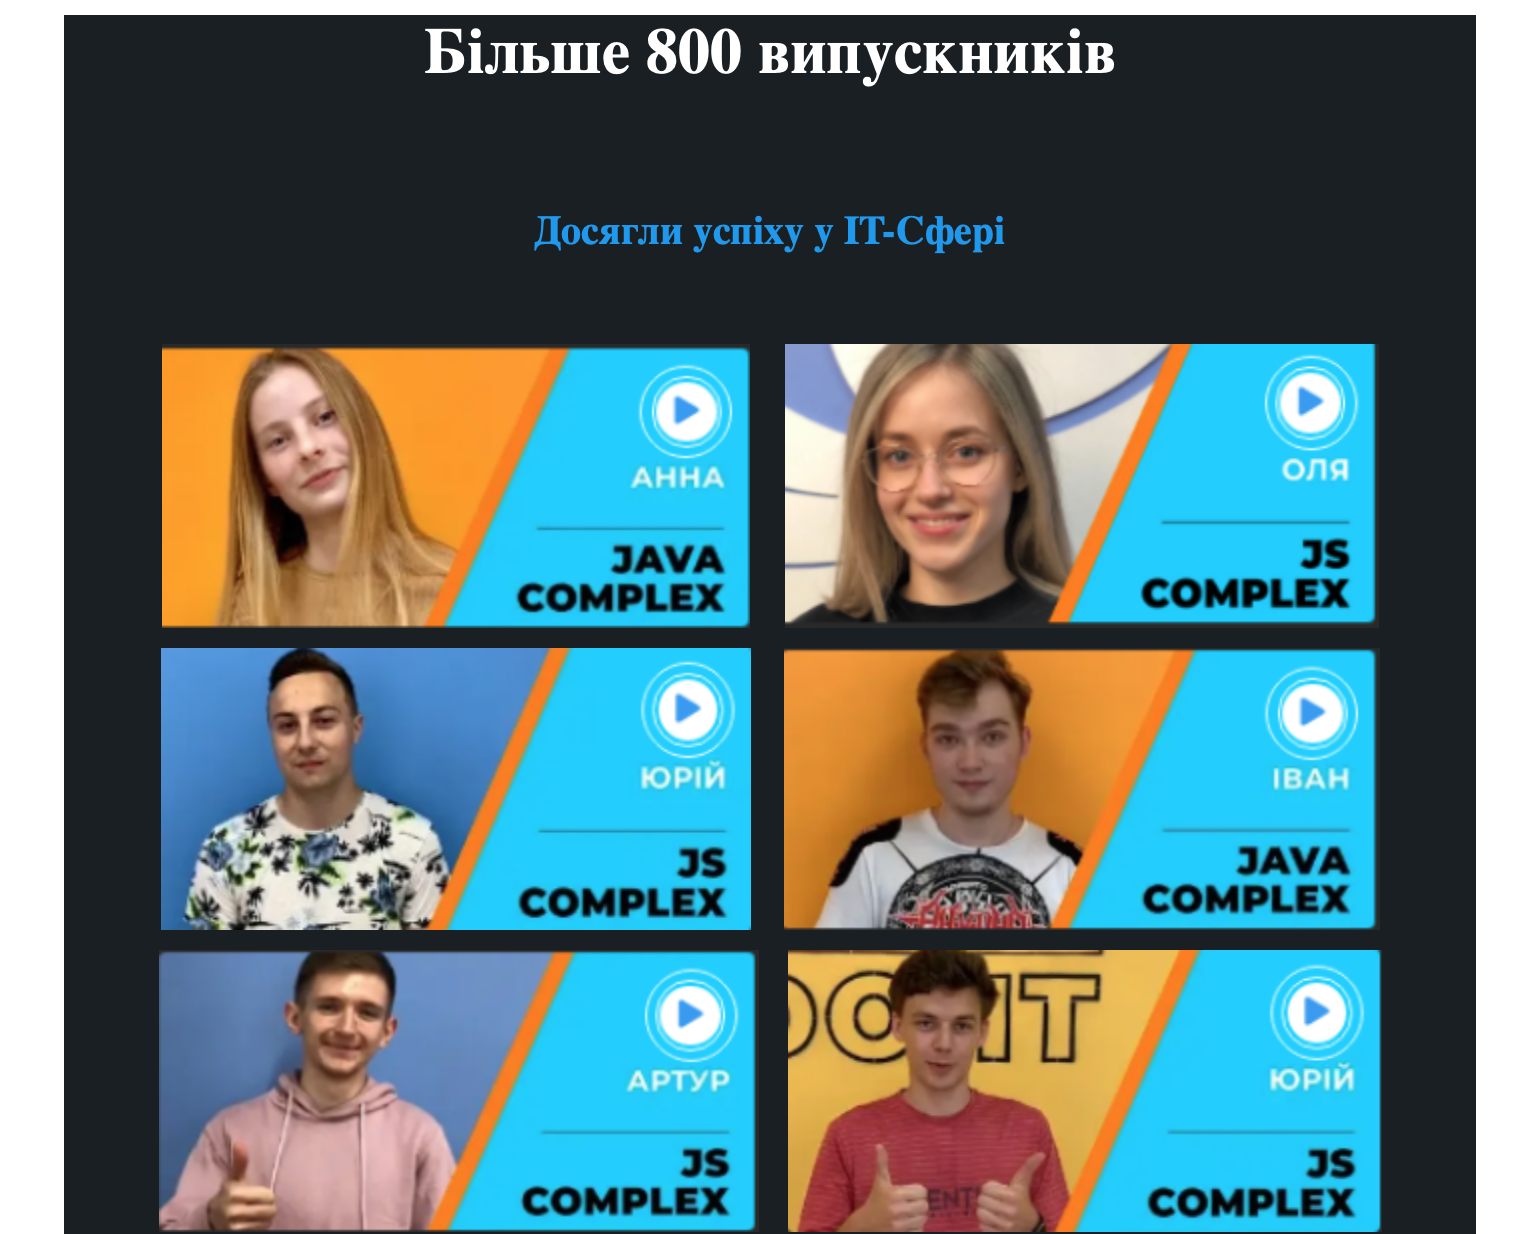 Більше 800 випускників
Досягли успіху у ІТ-Сфері
АННА
JAVA
COMPLEX
ОЛЯ
JS
COMPLEX
ЮРІЙ
JS
COMPLEX
ІВАН
JAVA
COMPLEX
АРТУР
JS
COMPLEX
ЮРІЙ
JS
COMPLEX